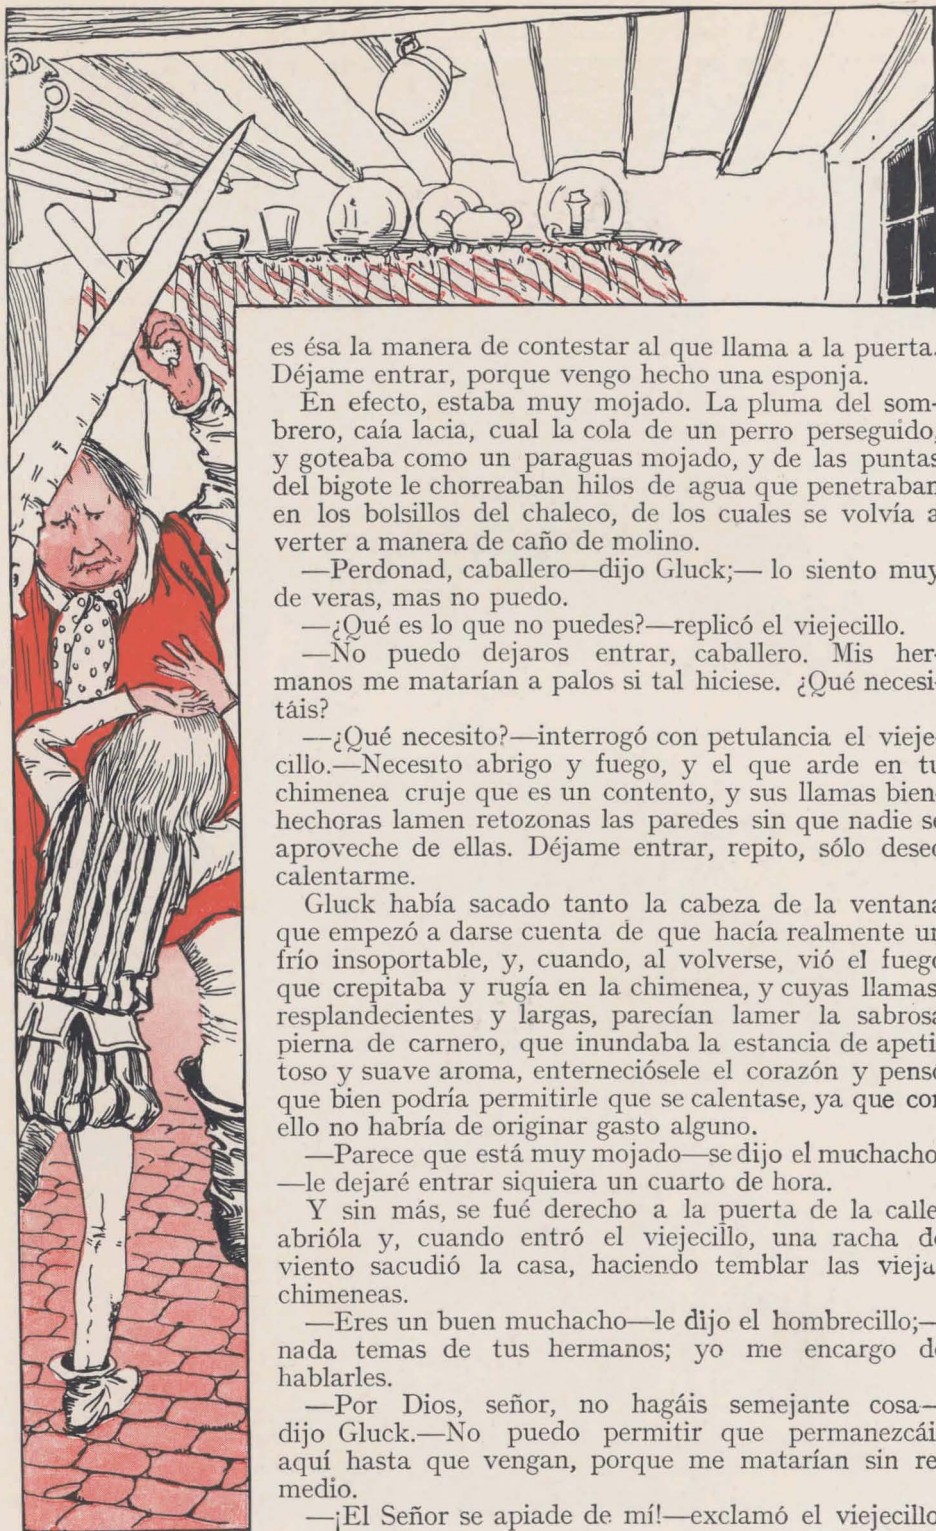 es ésa la manera de contestar al que llama a la puerta.
Déjame entrar, porque vengo hecho una esponja.
En efecto, estaba muy mojado. La pluma del som-
brero, caía lacia, cual la cola de un perro perseguido,
y goteaba como un paraguas mojado, y de las puntas
del bigote le chorreaban hilos de agua que penetraban
en los bolsillos del chaleco, de los cuales se volvía a
verter a manera de caño de molino.
—Perdonad, caballero—dijo Gluck;— lo siento muy
de veras, mas no puedo.
—¿Qué es lo que no puedes?—replicó el viejecillo.
—No puedo dejaros entrar, caballero. Mis her-
manos me matarían a palos si tal hiciese. ¿Qué necesi-
táis?
—¿Qué necesito?—interrogó con petulancia el vieje-
cillo.—Necesito abrigo y fuego, y el que arde en tu
chimenea cruje que es un contento, y sus llamas bien-
hechoras lamen retozonas las paredes sin que nadie se
aproveche de ellas. Déjame entrar, repito, sólo deseo
calentarme.
Gluck había sacado tanto la cabeza de la ventana
que empezó a darse cuenta de que hacía realmente un
frío insoportable, y, cuando, al volverse, vió el fuego
que crepitaba y rugía en la chimenea, y cuyas llamas
resplandecientes y largas, parecían lamer la sabrosa
pierna de carnero, que inundaba la estancia de apeti-
toso y suave aroma, enterneciósele el corazón y pensó
que bien podría permitirle que se calentase, ya que con
ello no habría de originar gasto alguno.
—Parece que está muy mojado—se dijo el muchacho
—le dejaré entrar siquiera un cuarto de hora.
Y sin más, se fué derecho a la puerta de la calle
abrióla y, cuando entró el viejecillo, una racha de
viento sacudió la casa, haciendo temblar las viejas
chimeneas.
—Eres un buen muchacho—le dijo el hombrecillo;—
nada temas de tus hermanos; yo me encargo de
hablarles.
—Por Dios, señor, no hagáis semejante cosa—
dijo Gluck.—No puedo permitir que permanezcáis
aquí hasta que vengan, porque me matarían sin re-
medio.
—¡El Señor se apiade de mí!—exclamó el viejecillo